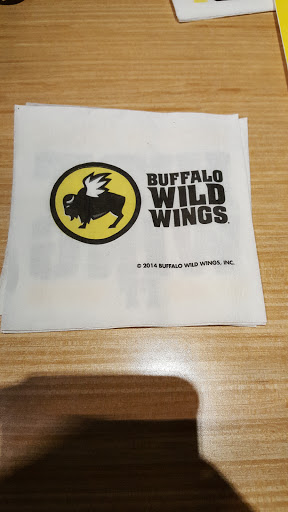 BUFFALO
WILD
WINGS
© 2014 BUFFALO WILD WINGS, INC.